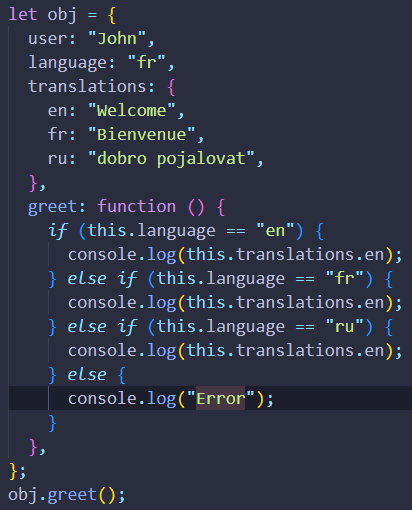 let obj = {
  user: "John",
  language: "fr",
  translations: {
    en: "Welcome",
    fr: "Bienvenue",
    ru: "dobro pojalovat",
  },
  greet: function () {
    if (this.language == "en") {
      console.log(this.translations.en);
    } else if (this.language == "fr") {
      console.log(this.translations.en);
    } else if (this.language == "ru") {
      console.log(this.translations.en);
    } else {
      console.log("Error");
    }
  },
};
obj.greet();